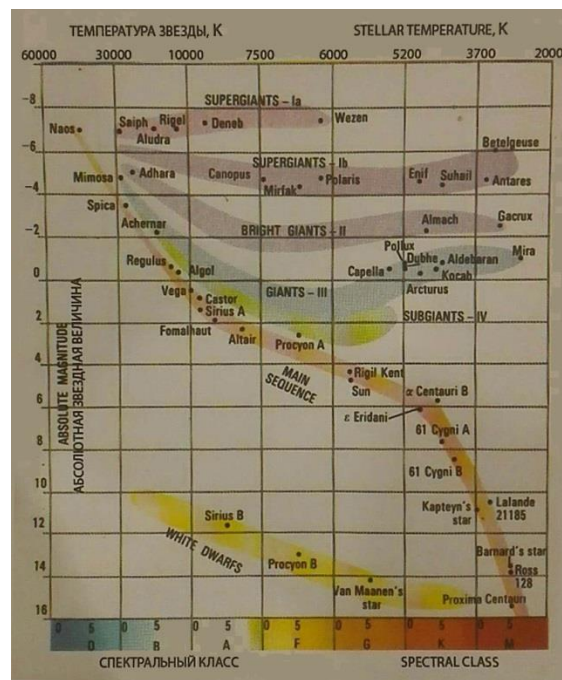 ТЕМПЕРАТУРА ЗВЕЗДЫ, К STELLAR TEMPERATURE, K
60000 30000 10000 7500 6000 5200 3700 2000
-8
SUPERGIANTS – Ia
Naos Saiph Rigel Deneb Wezen
Aludra
-6
Betelgeuse
SUPERGIANTS – Ib
Mimosa Adhara Canopus Polaris Enif Suhail Antares
Mirfak
-4
Spica
Achernar Almach Gacrux
-2 BRIGHT GIANTS – II
Pollux
Dubhe Mira
Regulus Algol Capella Aldebaran
Kocab
0
Vega GIANTS – III Arcturus
Castor
Sirius A
2 SUBGIANTS – IV
Fomalhaut
Altair Procyon A
4
MAIN SEQUENCE
Rigil Kent
Sun α Centauri B
6
ε Eridani
61 Cygni A
8
61 Cygni B
10
Kapteyn's star
Lalande 21185
Sirius B
12
WHITE DWARFS
Barnard's star
Procyon B
Ross 128
14
Van Maanen's star
Proxima Centauri
16
ABSOLUTE MAGNITUDE
АБСОЛЮТНАЯ ЗВЕЗДНАЯ ВЕЛИЧИНА
0 5 0 5 0 5 0 5 0 5 0 5 0 5
O B A F G K M
СПЕКТРАЛЬНЫЙ КЛАСС SPECTRAL CLASS